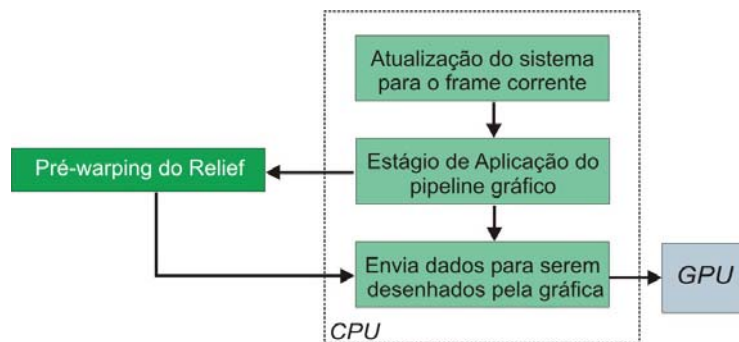 Atualização do sistema
para o frame corrente
Pré-warping do Relief
Estágio de Aplicação do
pipeline gráfico
Envia dados para serem
desenhados pela gráfica
GPU
CPU